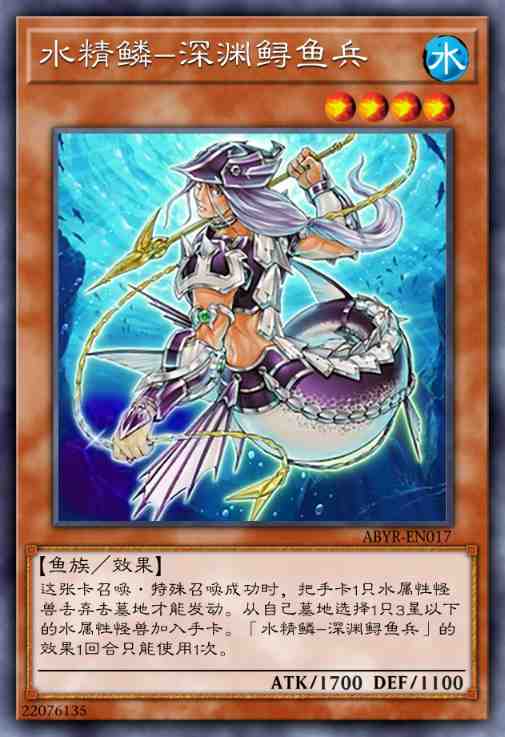 水精鳞–深渊鲟鱼兵
水
ABYR-EN017
【鱼族／效果】
这张卡召唤·特殊召唤成功时，把手卡1只水属性怪
兽丢弃去墓地才能发动。从自己墓地选择1只3星以下
的水属性怪兽加入手卡。「水精鳞–深渊鲟鱼兵」的
效果1回合只能使用1次。
ATK/1700 DEF/1100
22076135